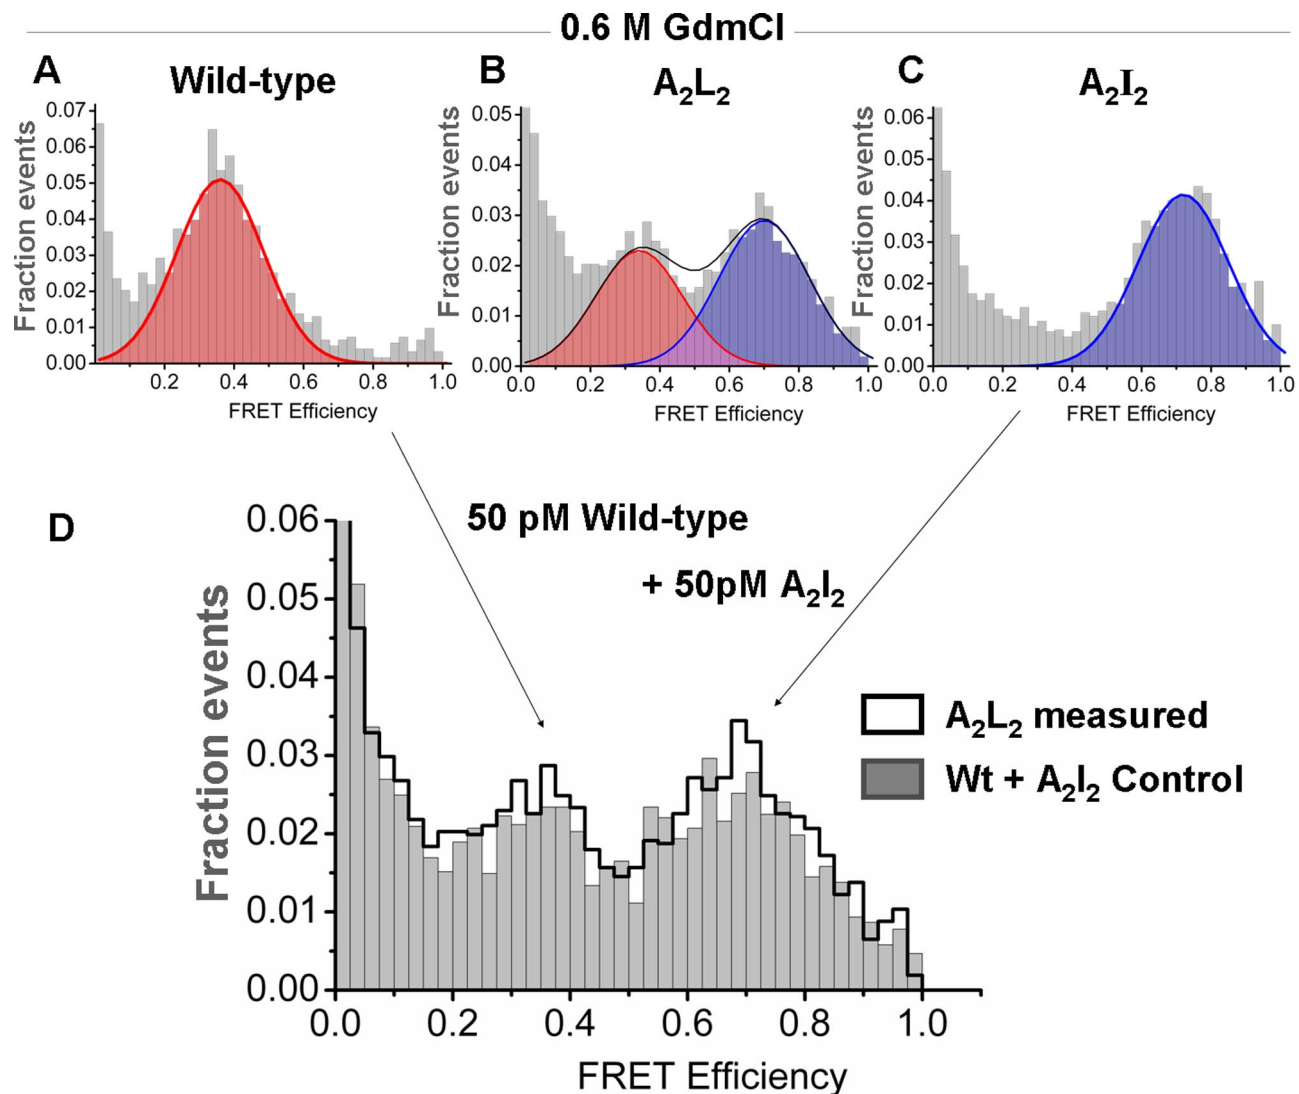 0.6 M GdmCl
A
Wild-type
Fraction events
0.07
0.06
0.05
0.04
0.03
0.02
0.01
0.00
0.2 0.4 0.6 0.8 1.0
FRET Efficiency
B
A₂L₂
Fraction events
0.05
0.04
0.03
0.02
0.01
0.00
0.0 0.2 0.4 0.6 0.8 1.0
FRET Efficiency
C
A₂I₂
Fraction events
0.06
0.05
0.04
0.03
0.02
0.01
0.00
0.0 0.2 0.4 0.6 0.8 1.0
FRET Efficiency
D
50 pM Wild-type
+ 50pM A₂I₂
Fraction events
0.06
0.05
0.04
0.03
0.02
0.01
0.00
0.0 0.2 0.4 0.6 0.8 1.0
FRET Efficiency
A₂L₂ measured
Wt + A₂I₂ Control